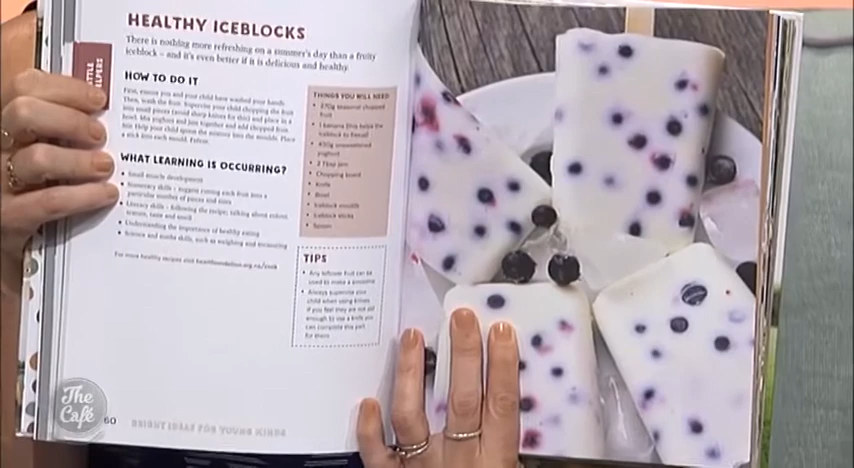 HEALTHY ICEBLOCKS
There is nothing more refreshing on a summer's day than a fruity
iceblock – and it's even better if it is delicious and healthy.
LITTLE
HELPERS
HOW TO DO IT
First, ensure you and your child have washed your hands.
Then, wash the fruit. Supervise your child chopping the fruit
into small pieces (avoid sharp knives for this) and place in a
bowl. Mix yoghurt and jam together and add chopped fruit
mix. Help your child spoon the mixture into the moulds. Place
a stick into each mould. Freeze.
WHAT LEARNING IS OCCURRING?
• Small muscle development
• Numeracy skills – suggest cutting each fruit into a
particular number of pieces and sizes
• Literacy skills – following the recipe; talking about colour,
texture, taste and smell
• Understanding the importance of healthy eating
• Science and maths skills, such as weighing and measuring
For more healthy recipes visit heartfoundation.org.nz
THINGS YOU WILL NEED
• 270g seasonal chopped
fruit
• 1 banana (this helps the
iceblock to freeze)
• 450g unsweetened
yoghurt
• 2 Tbsp jam
• Chopping board
• Knife
• Bowl
• Iceblock moulds
• Iceblock sticks
• Spoon
TIPS
• Any leftover fruit can be
used to make a smoothie
• Always supervise your
child when using knives
if you feel they are not old
enough to use a knife you
can complete this part
for them
60 BRIGHT IDEAS FOR YOUNG MINDS
The
Café